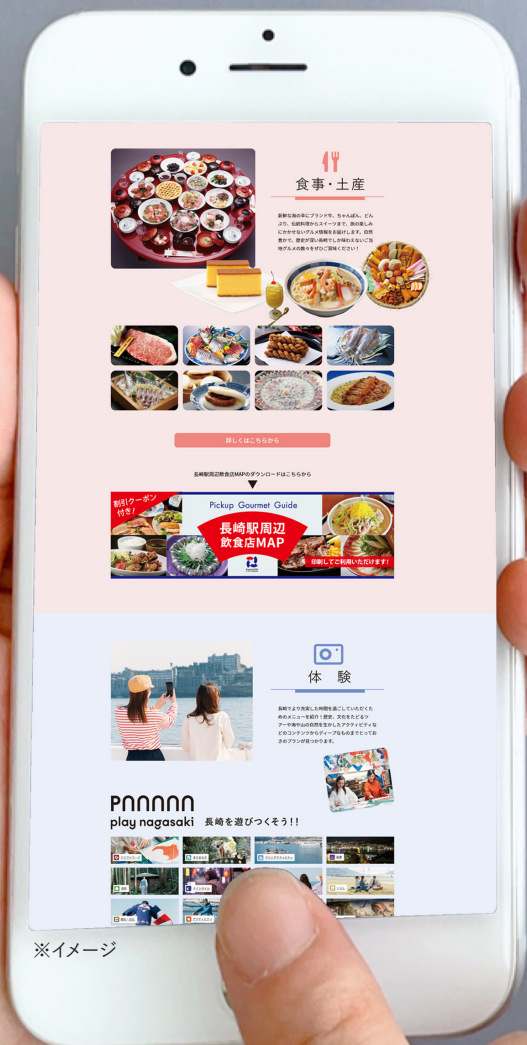 食事・土産
新鮮な海の幸にブランド牛、ちゃんぽん、どん
ぶり、伝統料理からスイーツまで、旅の楽しみ
にかかせないグルメ情報をお届けします。自然
豊かで、歴史が深い長崎でしか味わえないご当
地グルメの数々をぜひご賞味ください！
詳しくはこちらから
長崎駅周辺飲食店MAPのダウンロードはこちらから
割引クーポン
付き！
Pickup Gourmet Guide
長崎駅周辺
飲食店MAP
印刷してご利用いただけます！
体 験
長崎でより充実した時間を過ごしていただくた
めのメニューを紹介！歴史、文化をたどるツ
アーや海や山の自然を生かしたアクティビティな
どのコンテンツからディープなものまでとってお
きのプランが見つかります。
play nagasaki 長崎を遊びつくそう！！
※イメージ